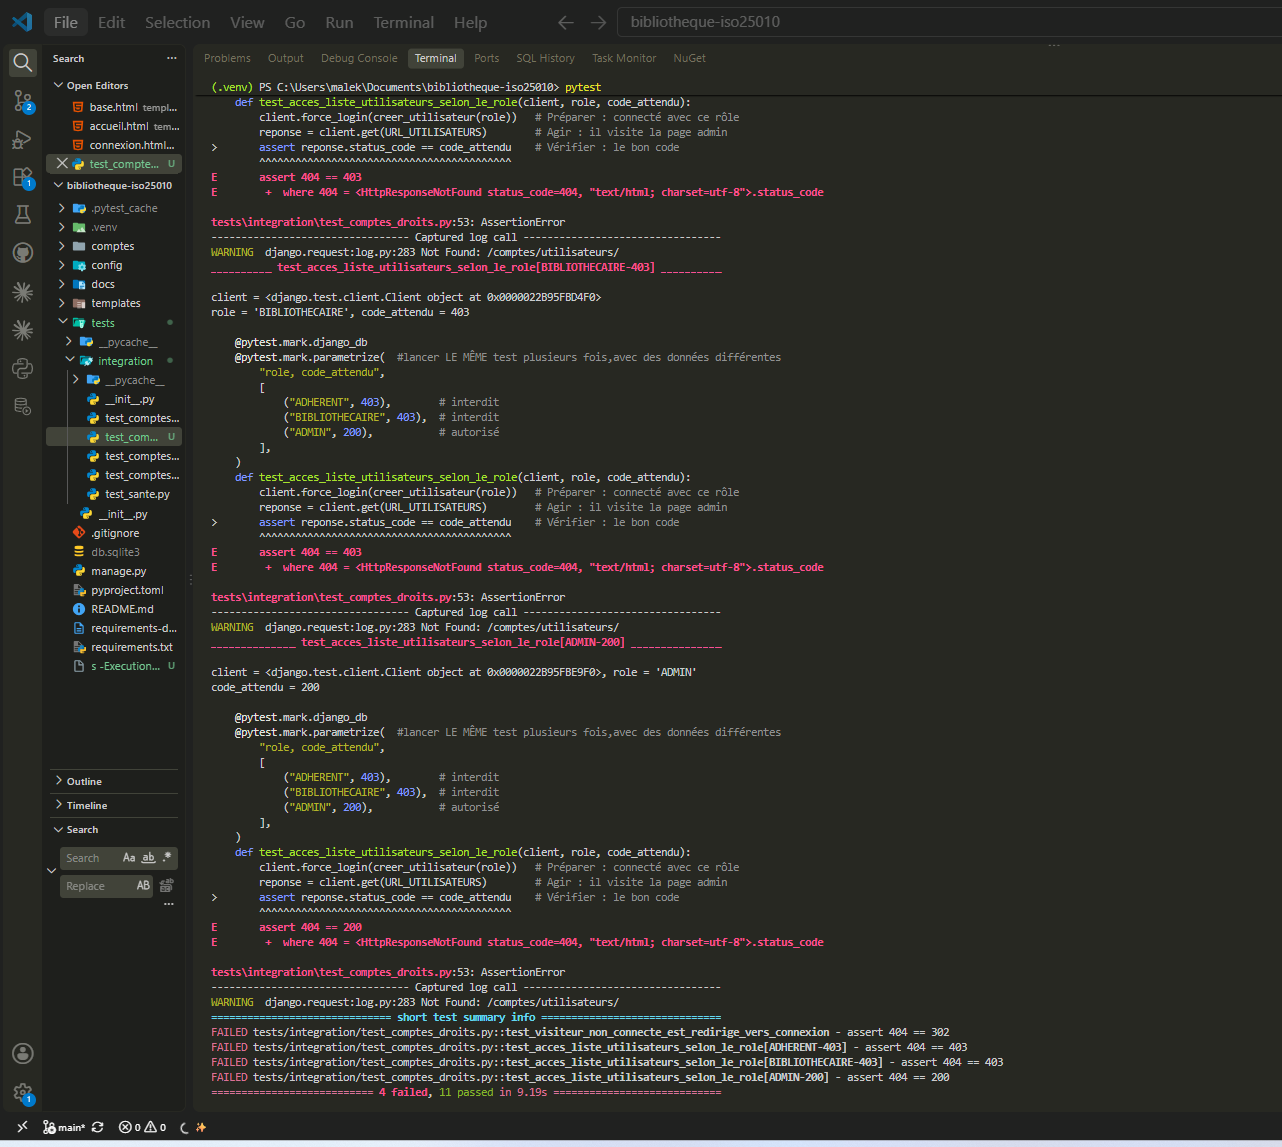 File Edit Selection View Go Run Terminal Help
bibliotheque-iso25010
Search
Open Editors
base.html templ...
accueil.html tem...
connexion.html...
test_compte... U
bibliotheque-iso25010
.pytest_cache
.venv
comptes
config
docs
templates
tests
__pycache__
integration
__pycache__
__init__.py
test_comptes...
test_com... U
test_comptes...
test_comptes...
test_sante.py
__init__.py
.gitignore
db.sqlite3
manage.py
pyproject.toml
README.md
requirements-d...
requirements.txt
s -Execution... U
Outline
Timeline
Search
Search Aa ab .*
Replace AB
2
1
1
Problems Output Debug Console Terminal Ports SQL History Task Monitor NuGet
(.venv) PS C:\Users\malek\Documents\bibliotheque-iso25010> pytest
def test_acces_liste_utilisateurs_selon_le_role(client, role, code_attendu):
client.force_login(creer_utilisateur(role)) # Préparer : connecté avec ce rôle
reponse = client.get(URL_UTILISATEURS) # Agir : il visite la page admin
> assert reponse.status_code == code_attendu # Vérifier : le bon code
^^^^^^^^^^^^^^^^^^^^^^^^^^^^^^^^^^^^^^^^^^
E assert 404 == 403
E + where 404 = <HttpResponseNotFound status_code=404, "text/html; charset=utf-8">.status_code
tests\integration\test_comptes_droits.py:53: AssertionError
--------------------------------- Captured log call ---------------------------------
WARNING django.request:log.py:283 Not Found: /comptes/utilisateurs/
__________ test_acces_liste_utilisateurs_selon_le_role[BIBLIOTHECAIRE-403] __________
client = <django.test.client.Client object at 0x0000022B95FBD4F0>
role = 'BIBLIOTHECAIRE', code_attendu = 403
@pytest.mark.django_db
@pytest.mark.parametrize( #lancer LE MÊME test plusieurs fois,avec des données différentes
"role, code_attendu",
[
("ADHERENT", 403), # interdit
("BIBLIOTHECAIRE", 403), # interdit
("ADMIN", 200), # autorisé
],
)
def test_acces_liste_utilisateurs_selon_le_role(client, role, code_attendu):
client.force_login(creer_utilisateur(role)) # Préparer : connecté avec ce rôle
reponse = client.get(URL_UTILISATEURS) # Agir : il visite la page admin
> assert reponse.status_code == code_attendu # Vérifier : le bon code
^^^^^^^^^^^^^^^^^^^^^^^^^^^^^^^^^^^^^^^^^^
E assert 404 == 403
E + where 404 = <HttpResponseNotFound status_code=404, "text/html; charset=utf-8">.status_code
tests\integration\test_comptes_droits.py:53: AssertionError
--------------------------------- Captured log call ---------------------------------
WARNING django.request:log.py:283 Not Found: /comptes/utilisateurs/
______________ test_acces_liste_utilisateurs_selon_le_role[ADMIN-200] _______________
client = <django.test.client.Client object at 0x0000022B95FBE9F0>, role = 'ADMIN'
code_attendu = 200
@pytest.mark.django_db
@pytest.mark.parametrize( #lancer LE MÊME test plusieurs fois,avec des données différentes
"role, code_attendu",
[
("ADHERENT", 403), # interdit
("BIBLIOTHECAIRE", 403), # interdit
("ADMIN", 200), # autorisé
],
)
def test_acces_liste_utilisateurs_selon_le_role(client, role, code_attendu):
client.force_login(creer_utilisateur(role)) # Préparer : connecté avec ce rôle
reponse = client.get(URL_UTILISATEURS) # Agir : il visite la page admin
> assert reponse.status_code == code_attendu # Vérifier : le bon code
^^^^^^^^^^^^^^^^^^^^^^^^^^^^^^^^^^^^^^^^^^
E assert 404 == 200
E + where 404 = <HttpResponseNotFound status_code=404, "text/html; charset=utf-8">.status_code
tests\integration\test_comptes_droits.py:53: AssertionError
--------------------------------- Captured log call ---------------------------------
WARNING django.request:log.py:283 Not Found: /comptes/utilisateurs/
============================== short test summary info ==============================
FAILED tests/integration/test_comptes_droits.py::test_visiteur_non_connecte_est_redirige_vers_connexion - assert 404 == 302
FAILED tests/integration/test_comptes_droits.py::test_acces_liste_utilisateurs_selon_le_role[ADHERENT-403] - assert 404 == 403
FAILED tests/integration/test_comptes_droits.py::test_acces_liste_utilisateurs_selon_le_role[BIBLIOTHECAIRE-403] - assert 404 == 403
FAILED tests/integration/test_comptes_droits.py::test_acces_liste_utilisateurs_selon_le_role[ADMIN-200] - assert 404 == 200
=========================== 4 failed, 11 passed in 9.19s ============================
main* 0 0